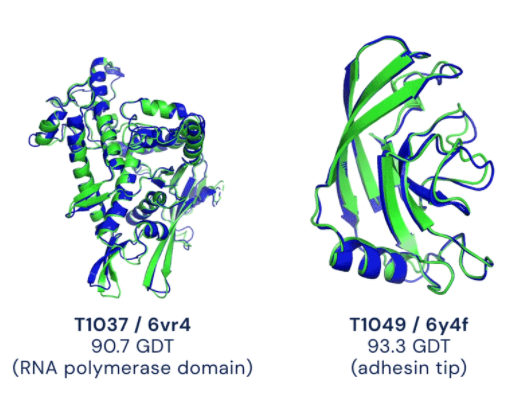 T1037 / 6vr4
90.7 GDT
(RNA polymerase domain)
T1049 / 6y4f
93.3 GDT
(adhesin tip)